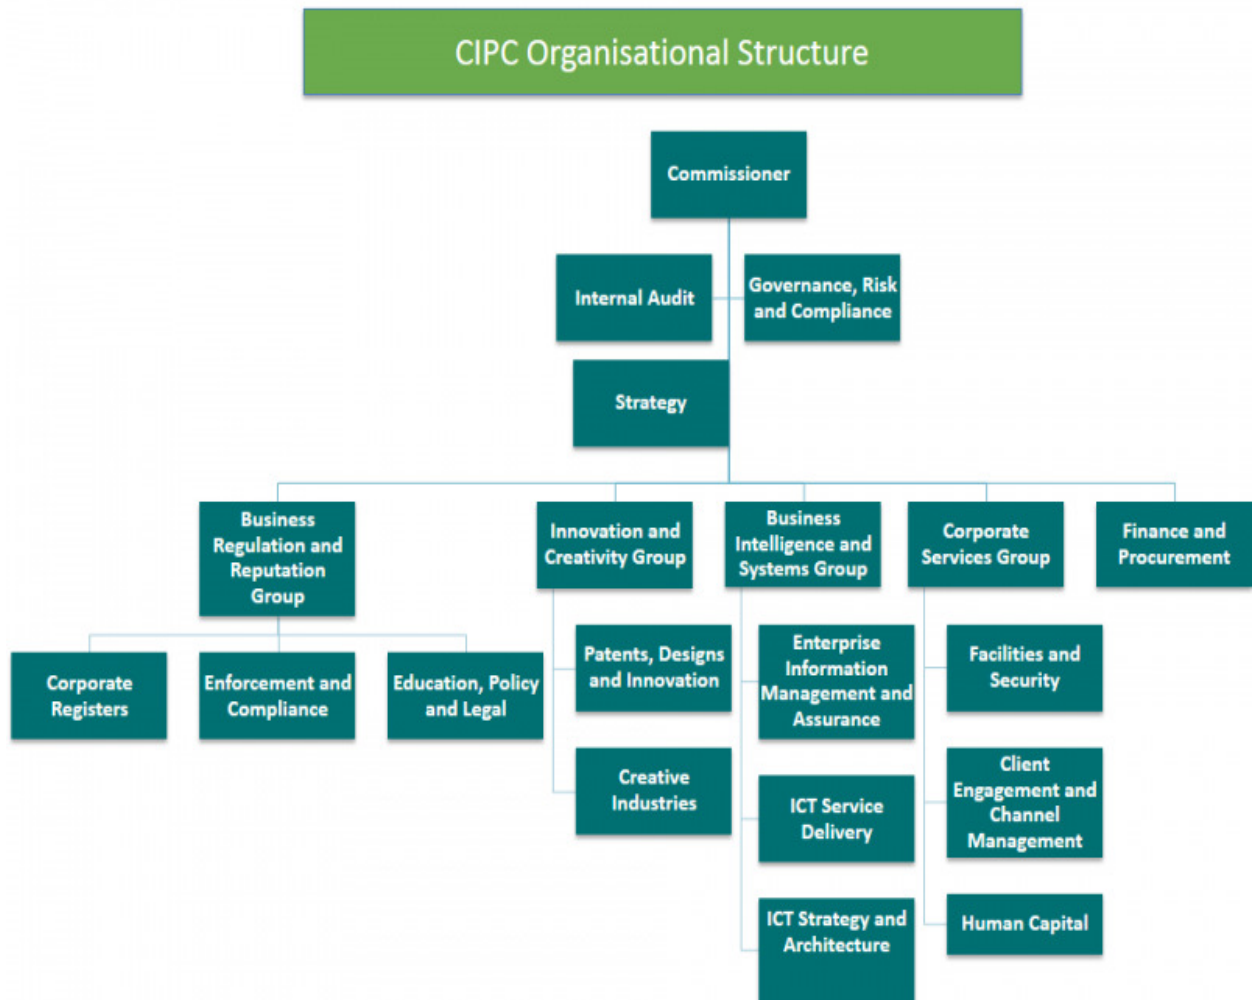 CIPC Organisational Structure
Commissioner
Internal Audit
Governance, Risk
and Compliance
Strategy
Business
Regulation and
Reputation
Group
Innovation and
Creativity Group
Business
Intelligence and
Systems Group
Corporate
Services Group
Finance and
Procurement
Corporate
Registers
Enforcement and
Compliance
Education, Policy
and Legal
Patents, Designs
and Innovation
Creative
Industries
Enterprise
Information
Management and
Assurance
ICT Service
Delivery
ICT Strategy and
Architecture
Facilities and
Security
Client
Engagement and
Channel
Management
Human Capital